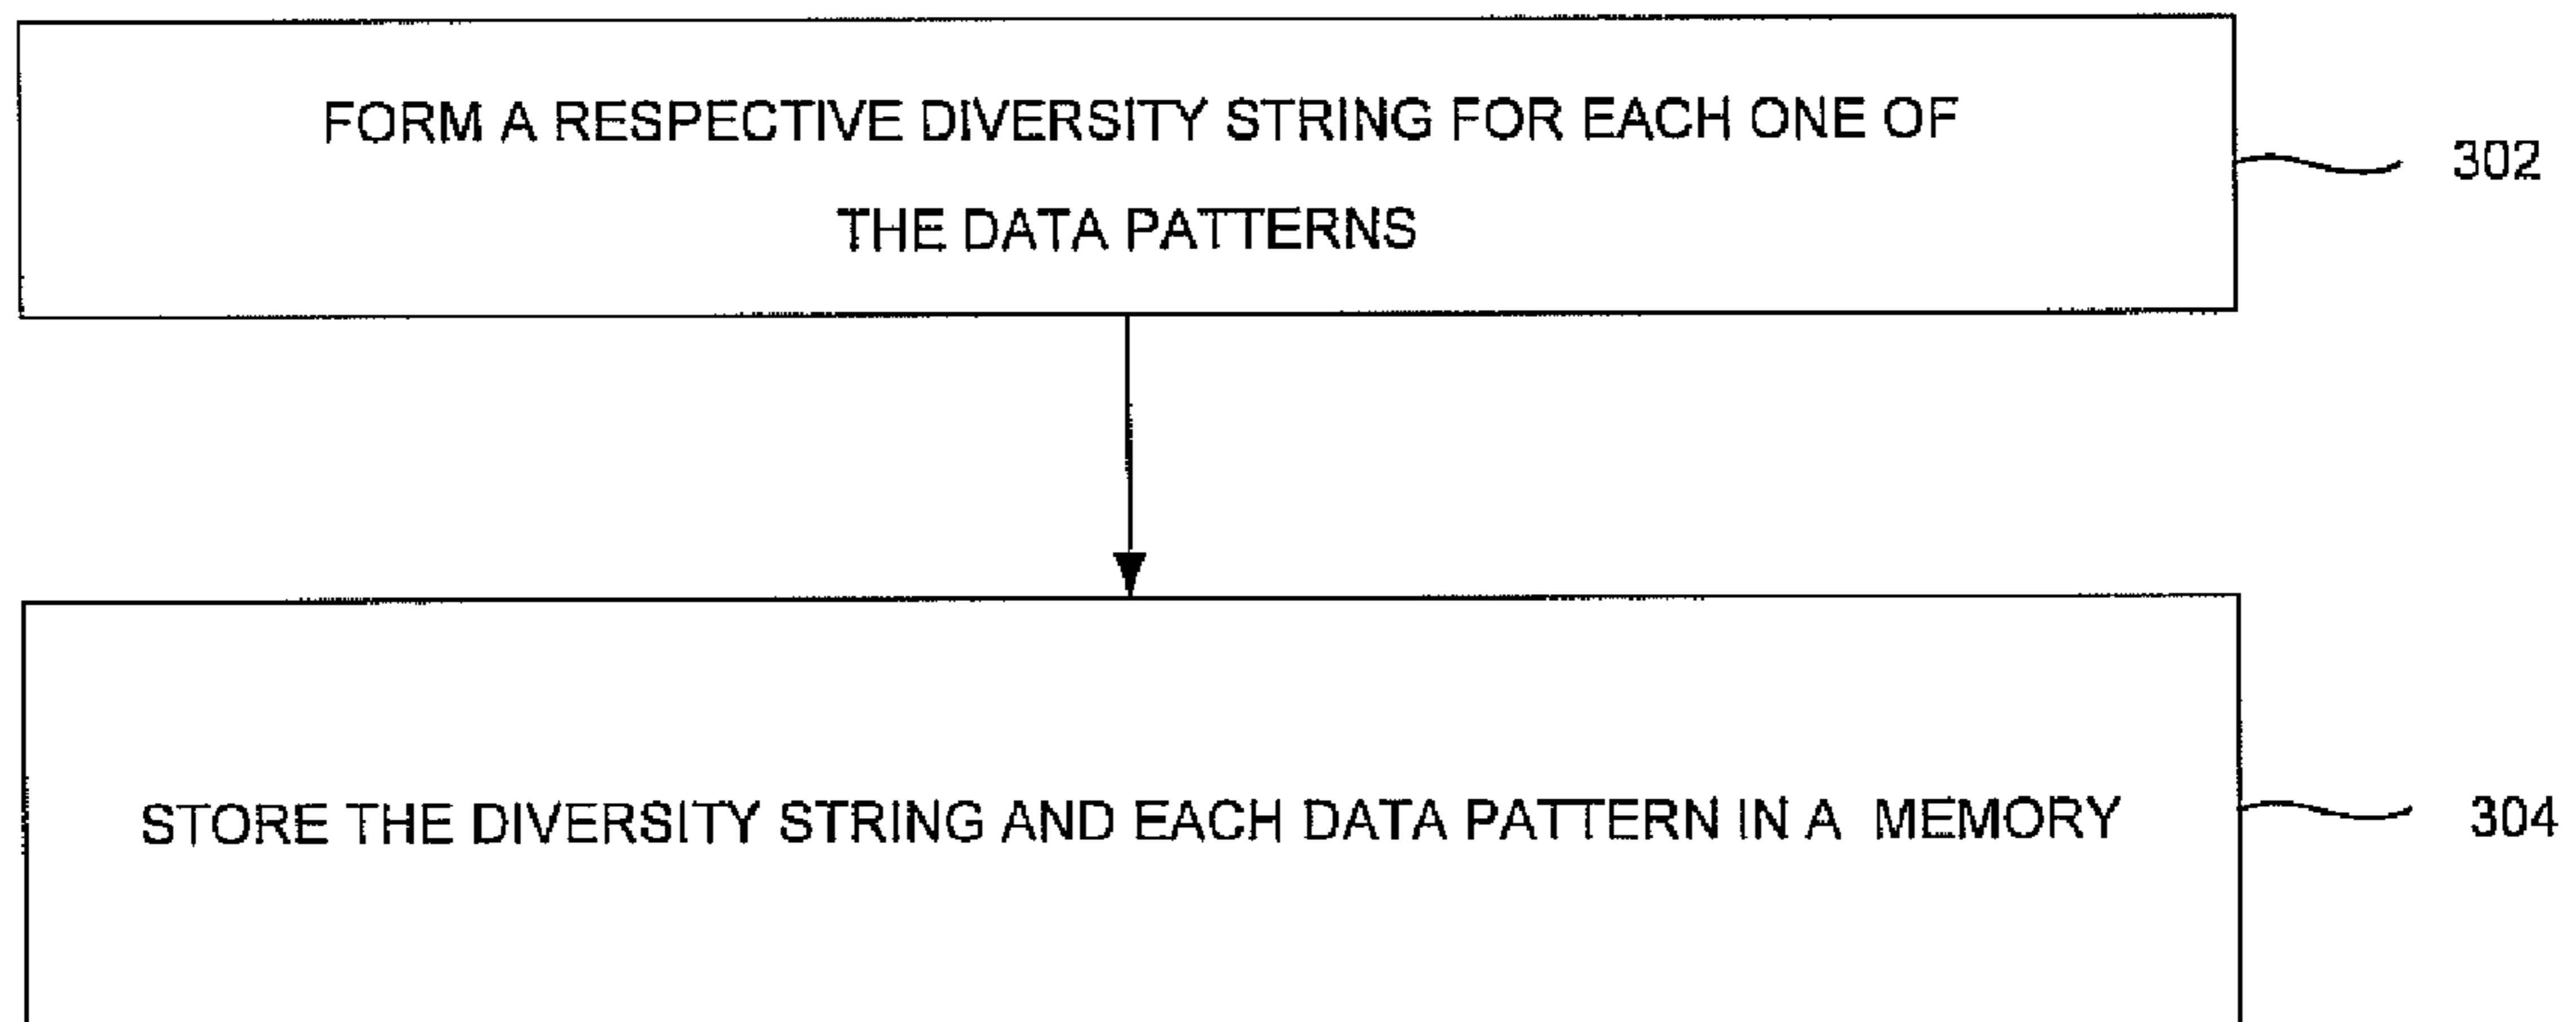 FORM A RESPECTIVE DIVERSITY STRING FOR EACH ONE OF
THE DATA PATTERNS
302
STORE THE DIVERSITY STRING AND EACH DATA PATTERN IN A MEMORY
304